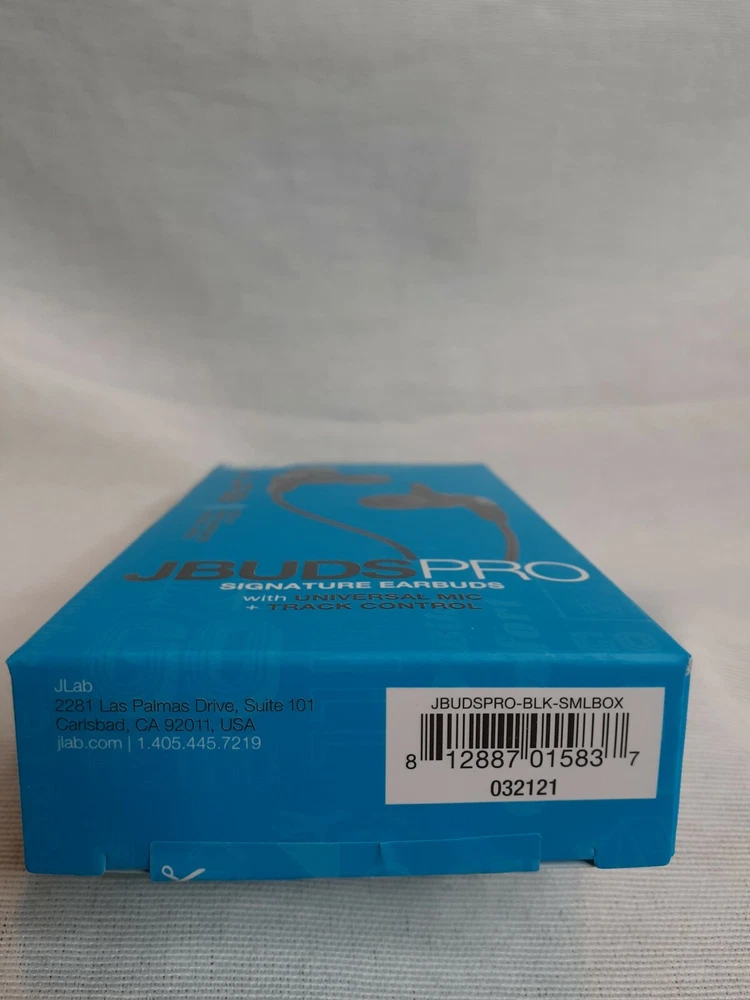 JBUDSPRO
SIGNATURE EARBUDS
with UNIVERSAL MIC
+ TRACK CONTROL
JLab
2281 Las Palmas Drive, Suite 101
Carlsbad, CA 92011, USA
jlab.com | 1.405.445.7219
JBUDSPRO-BLK-SMLBOX
8 12887 01583 7
032121